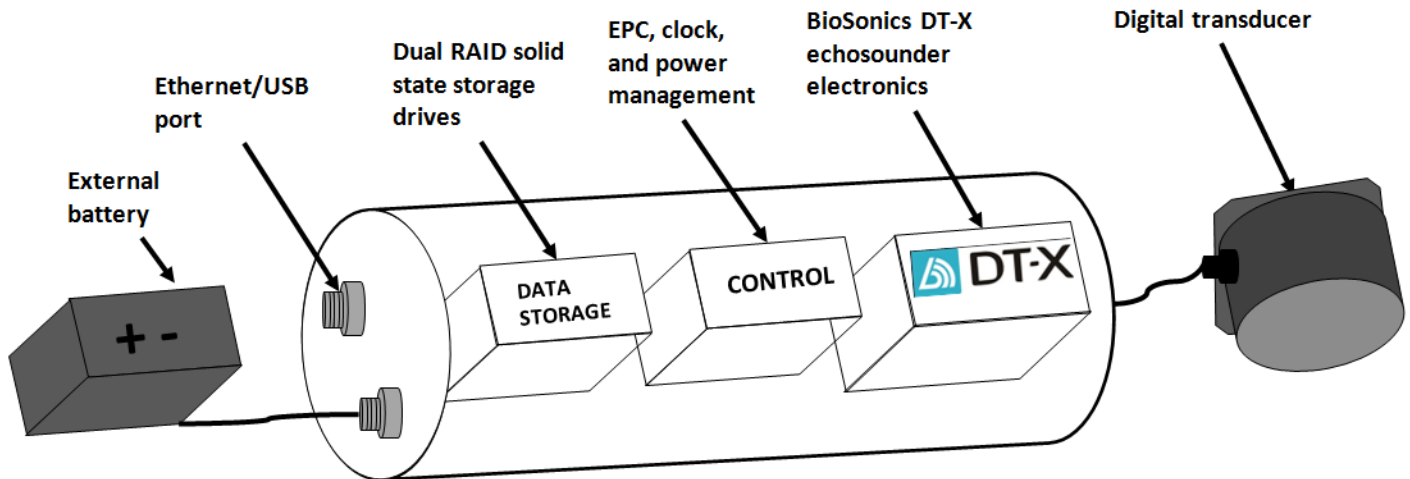 Digital transducer
BioSonics DT-X
echosounder
electronics
EPC, clock,
and power
management
Dual RAID solid
state storage
drives
Ethernet/USB
port
External
battery
+ -
DATA
STORAGE
CONTROL
DT-X